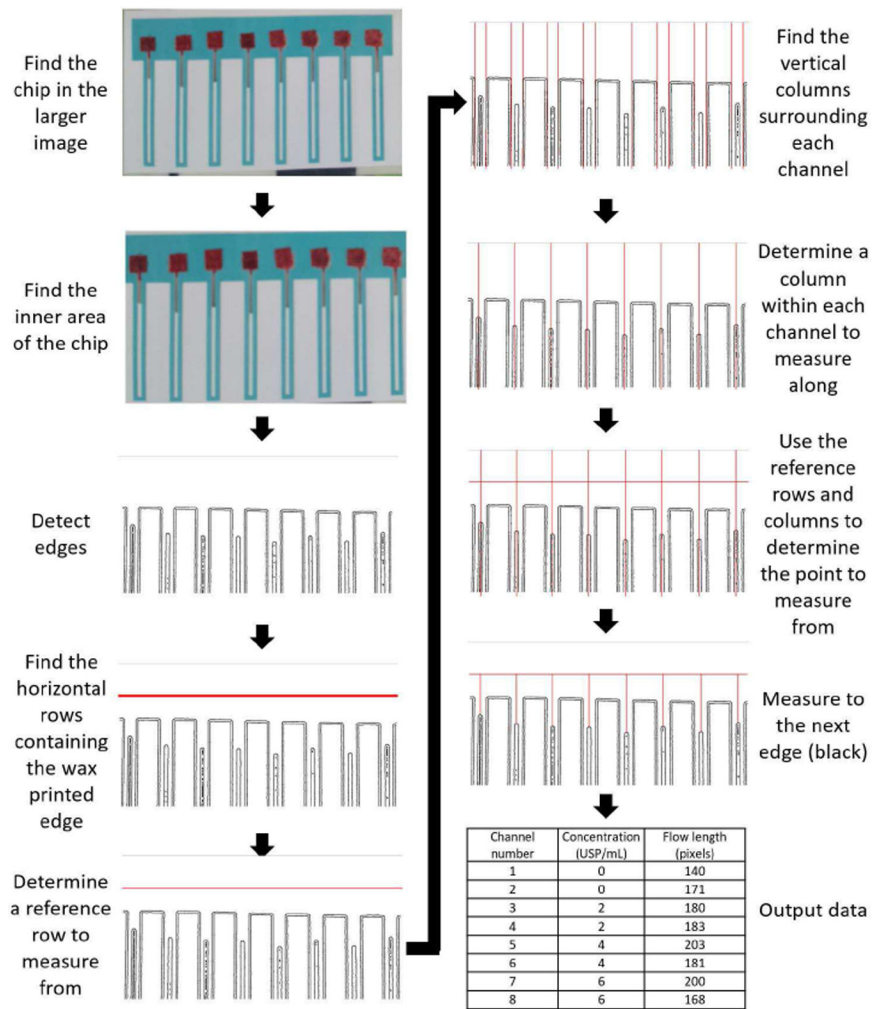 Find the
chip in the
larger
image
Find the
inner area
of the chip
Detect
edges
Find the
horizontal
rows
containing
the wax
printed
edge
Determine
a reference
row to
measure
from
Find the
vertical
columns
surrounding
each
channel
Determine a
column
within each
channel to
measure
along
Use the
reference
rows and
columns to
determine
the point to
measure
from
Measure to
the next
edge (black)
Channel number Concentration (USP/mL) Flow length (pixels)
1 0 140
2 0 171
3 2 180
4 2 183
5 4 203
6 4 181
7 6 200
8 6 168
Output data